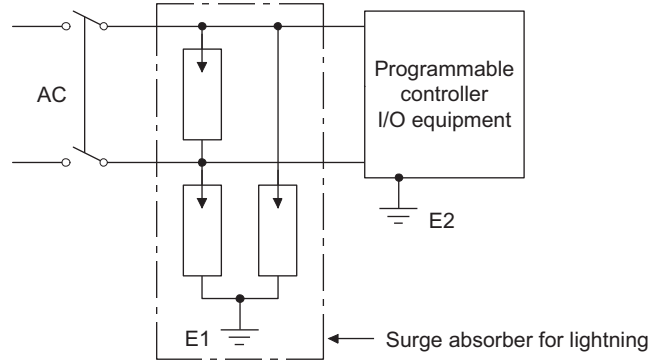 AC
Programmable
controller
I/O equipment
E2
E1
Surge absorber for lightning